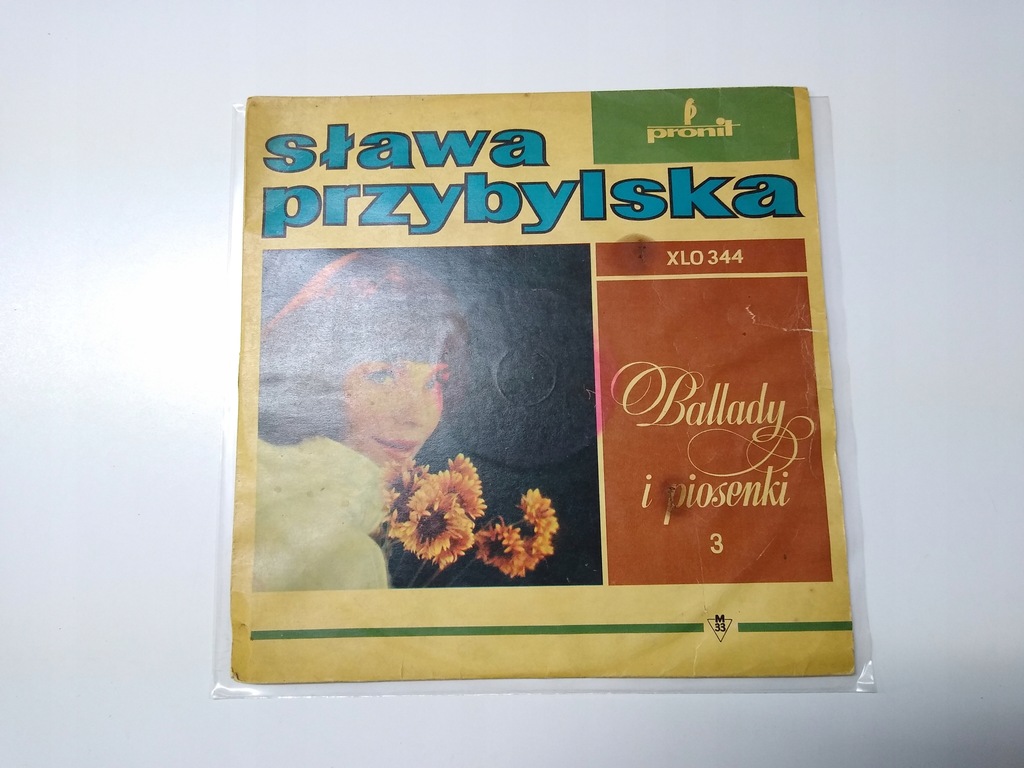 pronit
sława
przybylska
XLO 344
Ballady
i piosenki
3
M
33